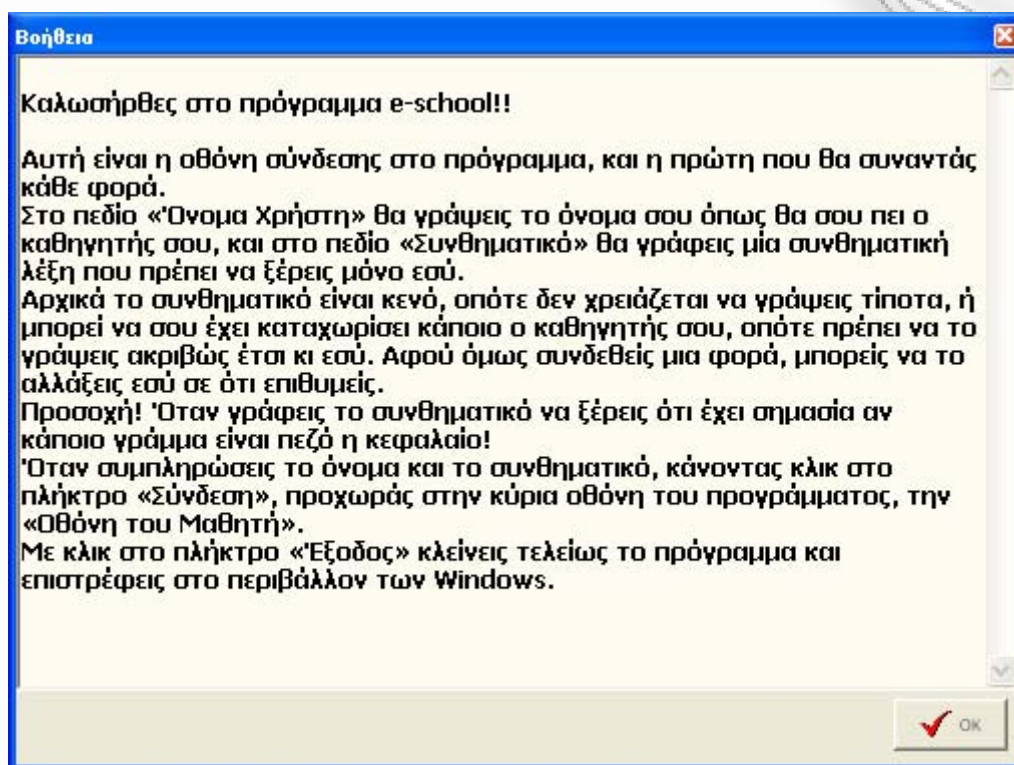 Βοήθεια
Καλωσήρθες στο πρόγραμμα e-school!!
Αυτή είναι η οθόνη σύνδεσης στο πρόγραμμα, και η πρώτη που θα συναντάς
κάθε φορά.
Στο πεδίο «Όνομα Χρήστη» θα γράψεις το όνομα σου όπως θα σου πει ο
καθηγητής σου, και στο πεδίο «Συνθηματικό» θα γράφεις μία συνθηματική
λέξη που πρέπει να ξέρεις μόνο εσύ.
Αρχικά το συνθηματικό είναι κενό, οπότε δεν χρειάζεται να γράψεις τίποτα, ή
μπορεί να σου έχει καταχωρίσει κάποιο ο καθηγητής σου, οπότε πρέπει να το
γράψεις ακριβώς έτσι κι εσύ. Αφού όμως συνδεθείς μια φορά, μπορείς να το
αλλάξεις εσύ σε ότι επιθυμείς.
Προσοχή! Όταν γράφεις το συνθηματικό να ξέρεις ότι έχει σημασία αν
κάποιο γράμμα είναι πεζό η κεφαλαίο!
Όταν συμπληρώσεις το όνομα και το συνθηματικό, κάνοντας κλικ στο
πλήκτρο «Σύνδεση», προχωράς στην κύρια οθόνη του προγράμματος, την
«Οθόνη του Μαθητή».
Με κλικ στο πλήκτρο «Έξοδος» κλείνεις τελείως το πρόγραμμα και
επιστρέφεις στο περιβάλλον των Windows.
OK